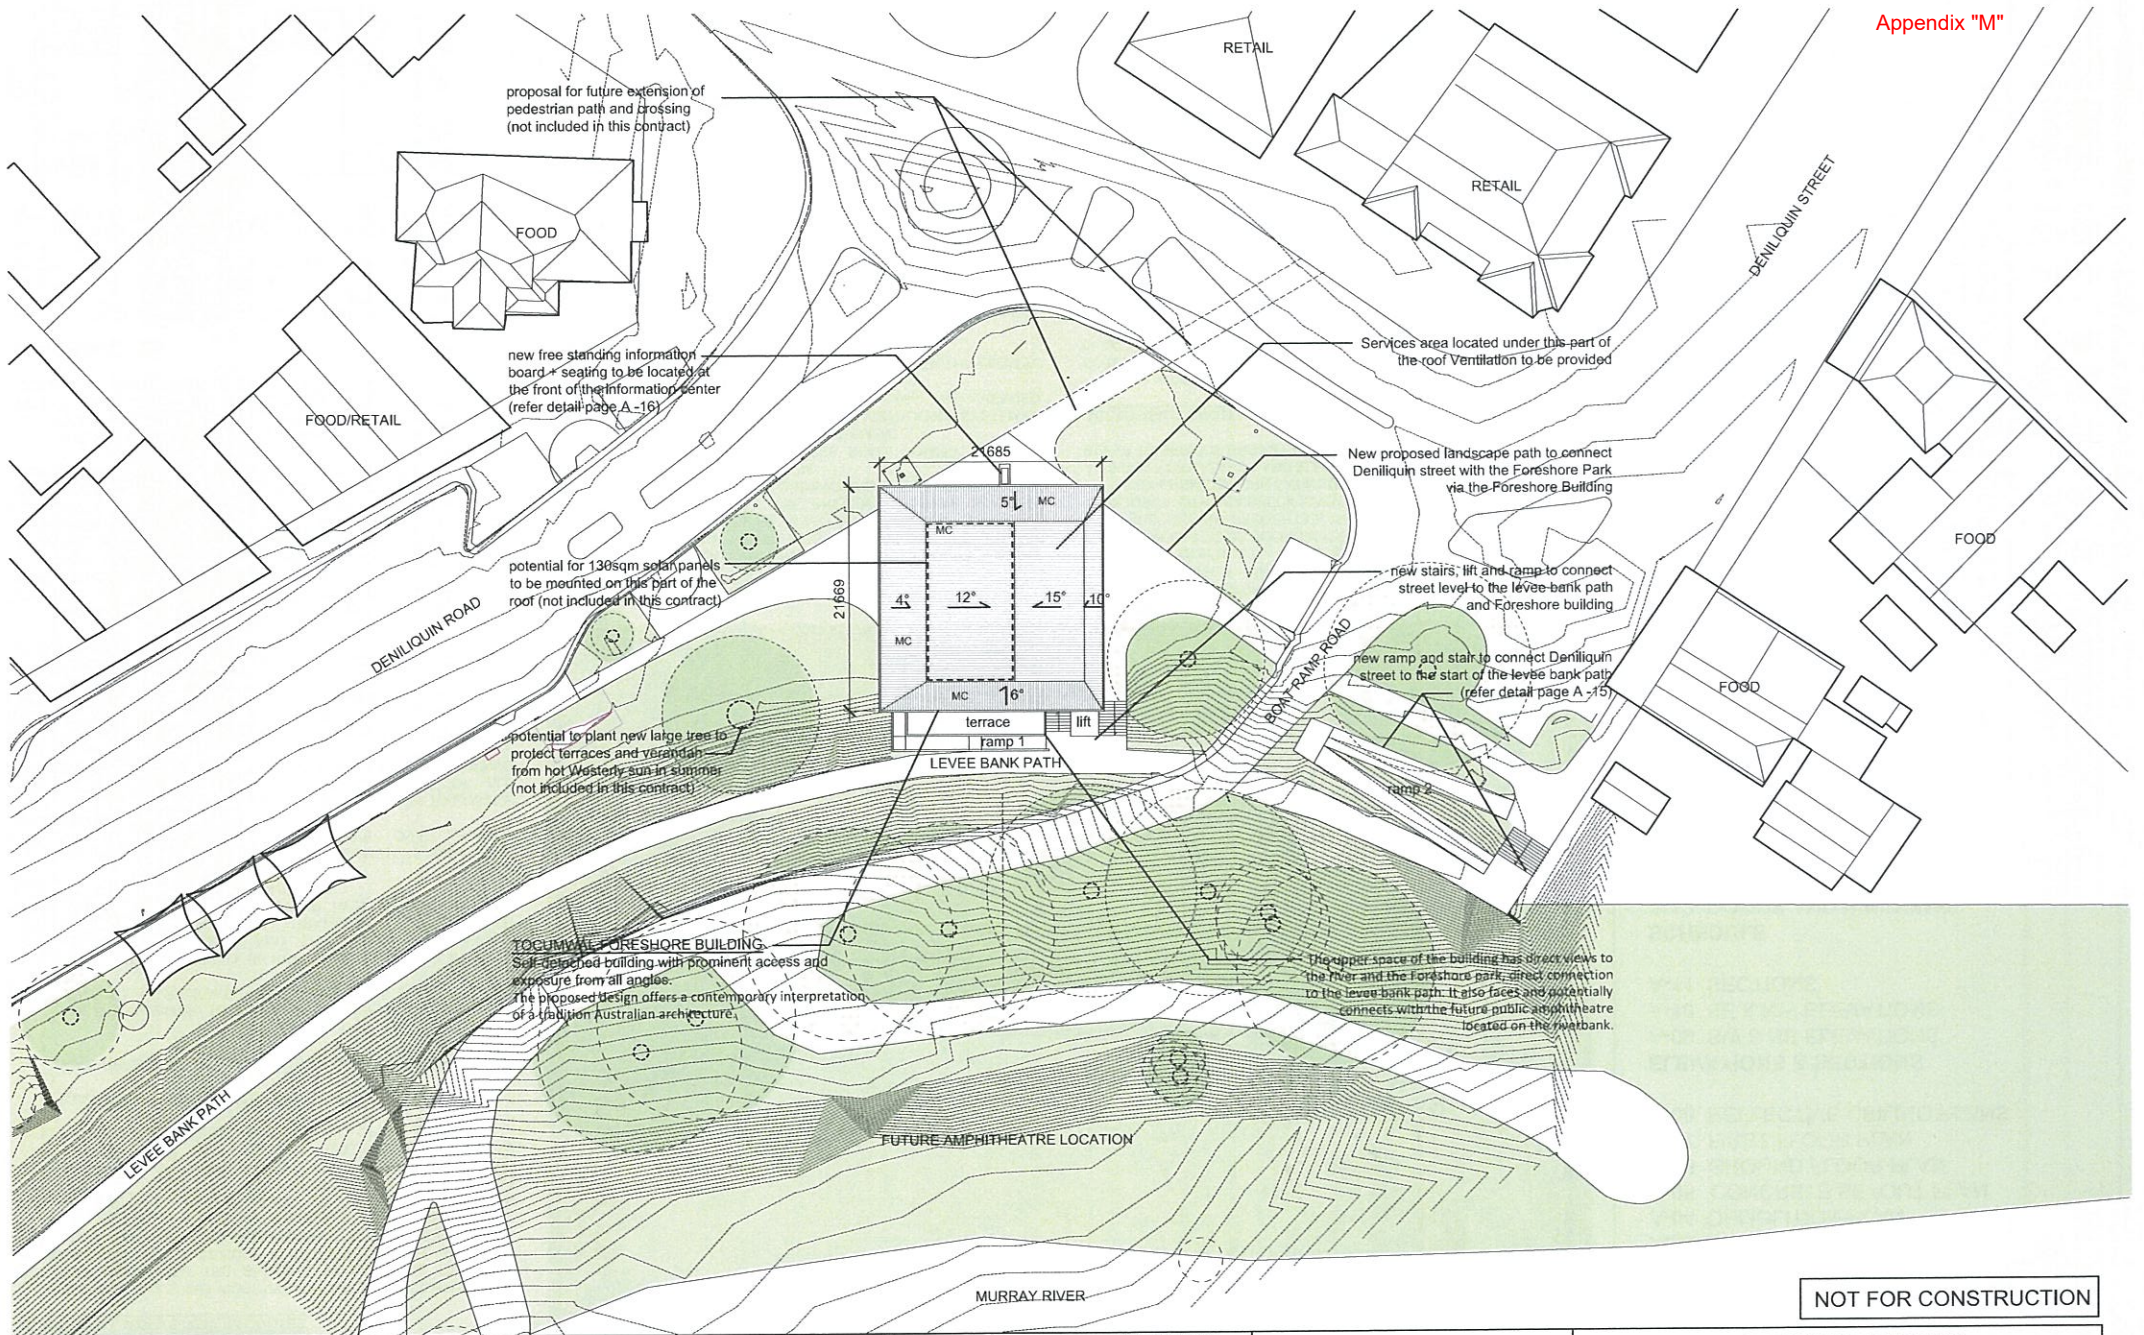 Appendix "M"
RETAIL
proposal for future extension of
pedestrian path and crossing
(not included in this contract)
RETAIL
DENILIQUIN STREET
FOOD
new free standing information
board + seating to be located at
the front of the information center
(refer detail page A -16)
Services area located under this part of
the roof Ventilation to be provided
FOOD/RETAIL
21685
New proposed landscape path to connect
Deniliquin street with the Foreshore Park
via the Foreshore Building
5°
MC
MC
FOOD
potential for 130sqm solar panels
to be mounted on this part of the
roof (not included in this contract)
new stairs, lift and ramp to connect
street level to the levee bank path
and Foreshore building
21669
4°
12°
15°
10°
MC
DENILIQUIN ROAD
BOAT RAMP ROAD
new ramp and stair to connect Deniliquin
street to the start of the levee bank path
(refer detail page A -15)
FOOD
MC
6°
terrace
lift
ramp 1
potential to plant new large tree to
protect terraces and verandah
from hot Westerly sun in summer
(not included in this contract)
LEVEE BANK PATH
ramp 2
TOCUMWAL FORESHORE BUILDING
Self-detached building with prominent access and
exposure from all angles.
The proposed design offers a contemporary interpretation
of a tradition Australian architecture.
The upper space of the building has direct views to
the river and the Foreshore park, direct connection
to the levee bank path. It also faces and potentially
connects with the future public amphitheatre
located on the riverbank.
LEVEE BANK PATH
FUTURE AMPHITHEATRE LOCATION
MURRAY RIVER
NOT FOR CONSTRUCTION